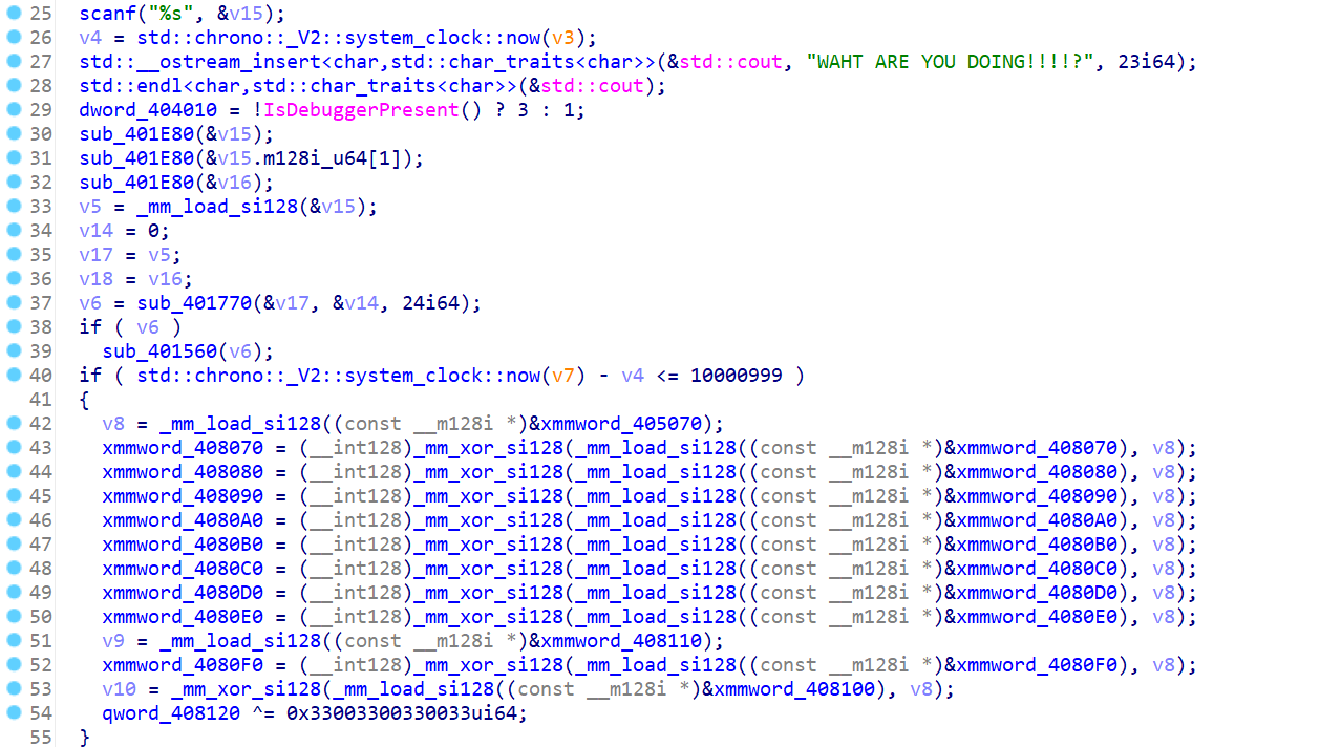 25 scanf("%s", &v15);
26 v4 = std::chrono::_V2::system_clock::now(v3);
27 std::__ostream_insert<char,std::char_traits<char>>(&std::cout, "WAHT ARE YOU DOING!!!!?", 23i64);
28 std::endl<char,std::char_traits<char>>(&std::cout);
29 dword_404010 = !IsDebuggerPresent() ? 3 : 1;
30 sub_401E80(&v15);
31 sub_401E80(&v15.m128i_u64[1]);
32 sub_401E80(&v16);
33 v5 = _mm_load_si128(&v15);
34 v14 = 0;
35 v17 = v5;
36 v18 = v16;
37 v6 = sub_401770(&v17, &v14, 24i64);
38 if ( v6 )
39 sub_401560(v6);
40 if ( std::chrono::_V2::system_clock::now(v7) - v4 <= 10000999 )
41 {
42 v8 = _mm_load_si128((const __m128i *)&xmmword_405070);
43 xmmword_408070 = (__int128)_mm_xor_si128(_mm_load_si128((const __m128i *)&xmmword_408070), v8);
44 xmmword_408080 = (__int128)_mm_xor_si128(_mm_load_si128((const __m128i *)&xmmword_408080), v8);
45 xmmword_408090 = (__int128)_mm_xor_si128(_mm_load_si128((const __m128i *)&xmmword_408090), v8);
46 xmmword_4080A0 = (__int128)_mm_xor_si128(_mm_load_si128((const __m128i *)&xmmword_4080A0), v8);
47 xmmword_4080B0 = (__int128)_mm_xor_si128(_mm_load_si128((const __m128i *)&xmmword_4080B0), v8);
48 xmmword_4080C0 = (__int128)_mm_xor_si128(_mm_load_si128((const __m128i *)&xmmword_4080C0), v8);
49 xmmword_4080D0 = (__int128)_mm_xor_si128(_mm_load_si128((const __m128i *)&xmmword_4080D0), v8);
50 xmmword_4080E0 = (__int128)_mm_xor_si128(_mm_load_si128((const __m128i *)&xmmword_4080E0), v8);
51 v9 = _mm_load_si128((const __m128i *)&xmmword_408110);
52 xmmword_4080F0 = (__int128)_mm_xor_si128(_mm_load_si128((const __m128i *)&xmmword_4080F0), v8);
53 v10 = _mm_xor_si128(_mm_load_si128((const __m128i *)&xmmword_408100), v8);
54 qword_408120 ^= 0x33003300330033ui64;
55 }